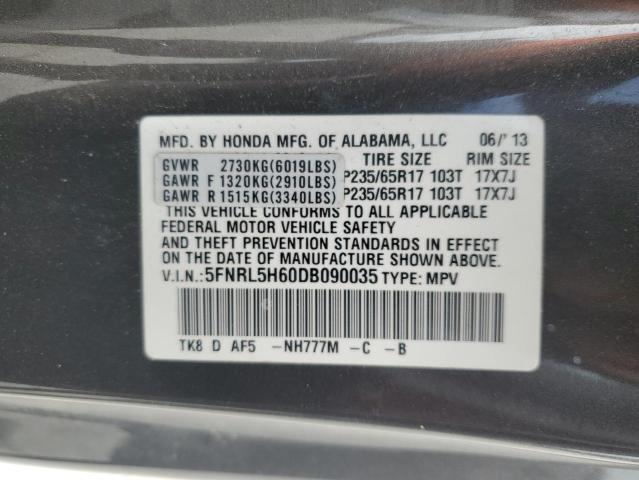 MFD. BY HONDA MFG. OF ALABAMA, LLC 06/'13
TIRE SIZE RIM SIZE
GVWR 2730KG(6019LBS)
GAWR F 1320KG(2910LBS) P235/65R17 103T 17X7J
GAWR R 1515KG(3340LBS) P235/65R17 103T 17X7J
THIS VEHICLE CONFORMS TO ALL APPLICABLE
FEDERAL MOTOR VEHICLE SAFETY
AND THEFT PREVENTION STANDARDS IN EFFECT
ON THE DATE OF MANUFACTURE SHOWN ABOVE.
V.I.N.: 5FNRL5H60DB090035 TYPE: MPV
TK8 D AF5 -NH777M -C -B